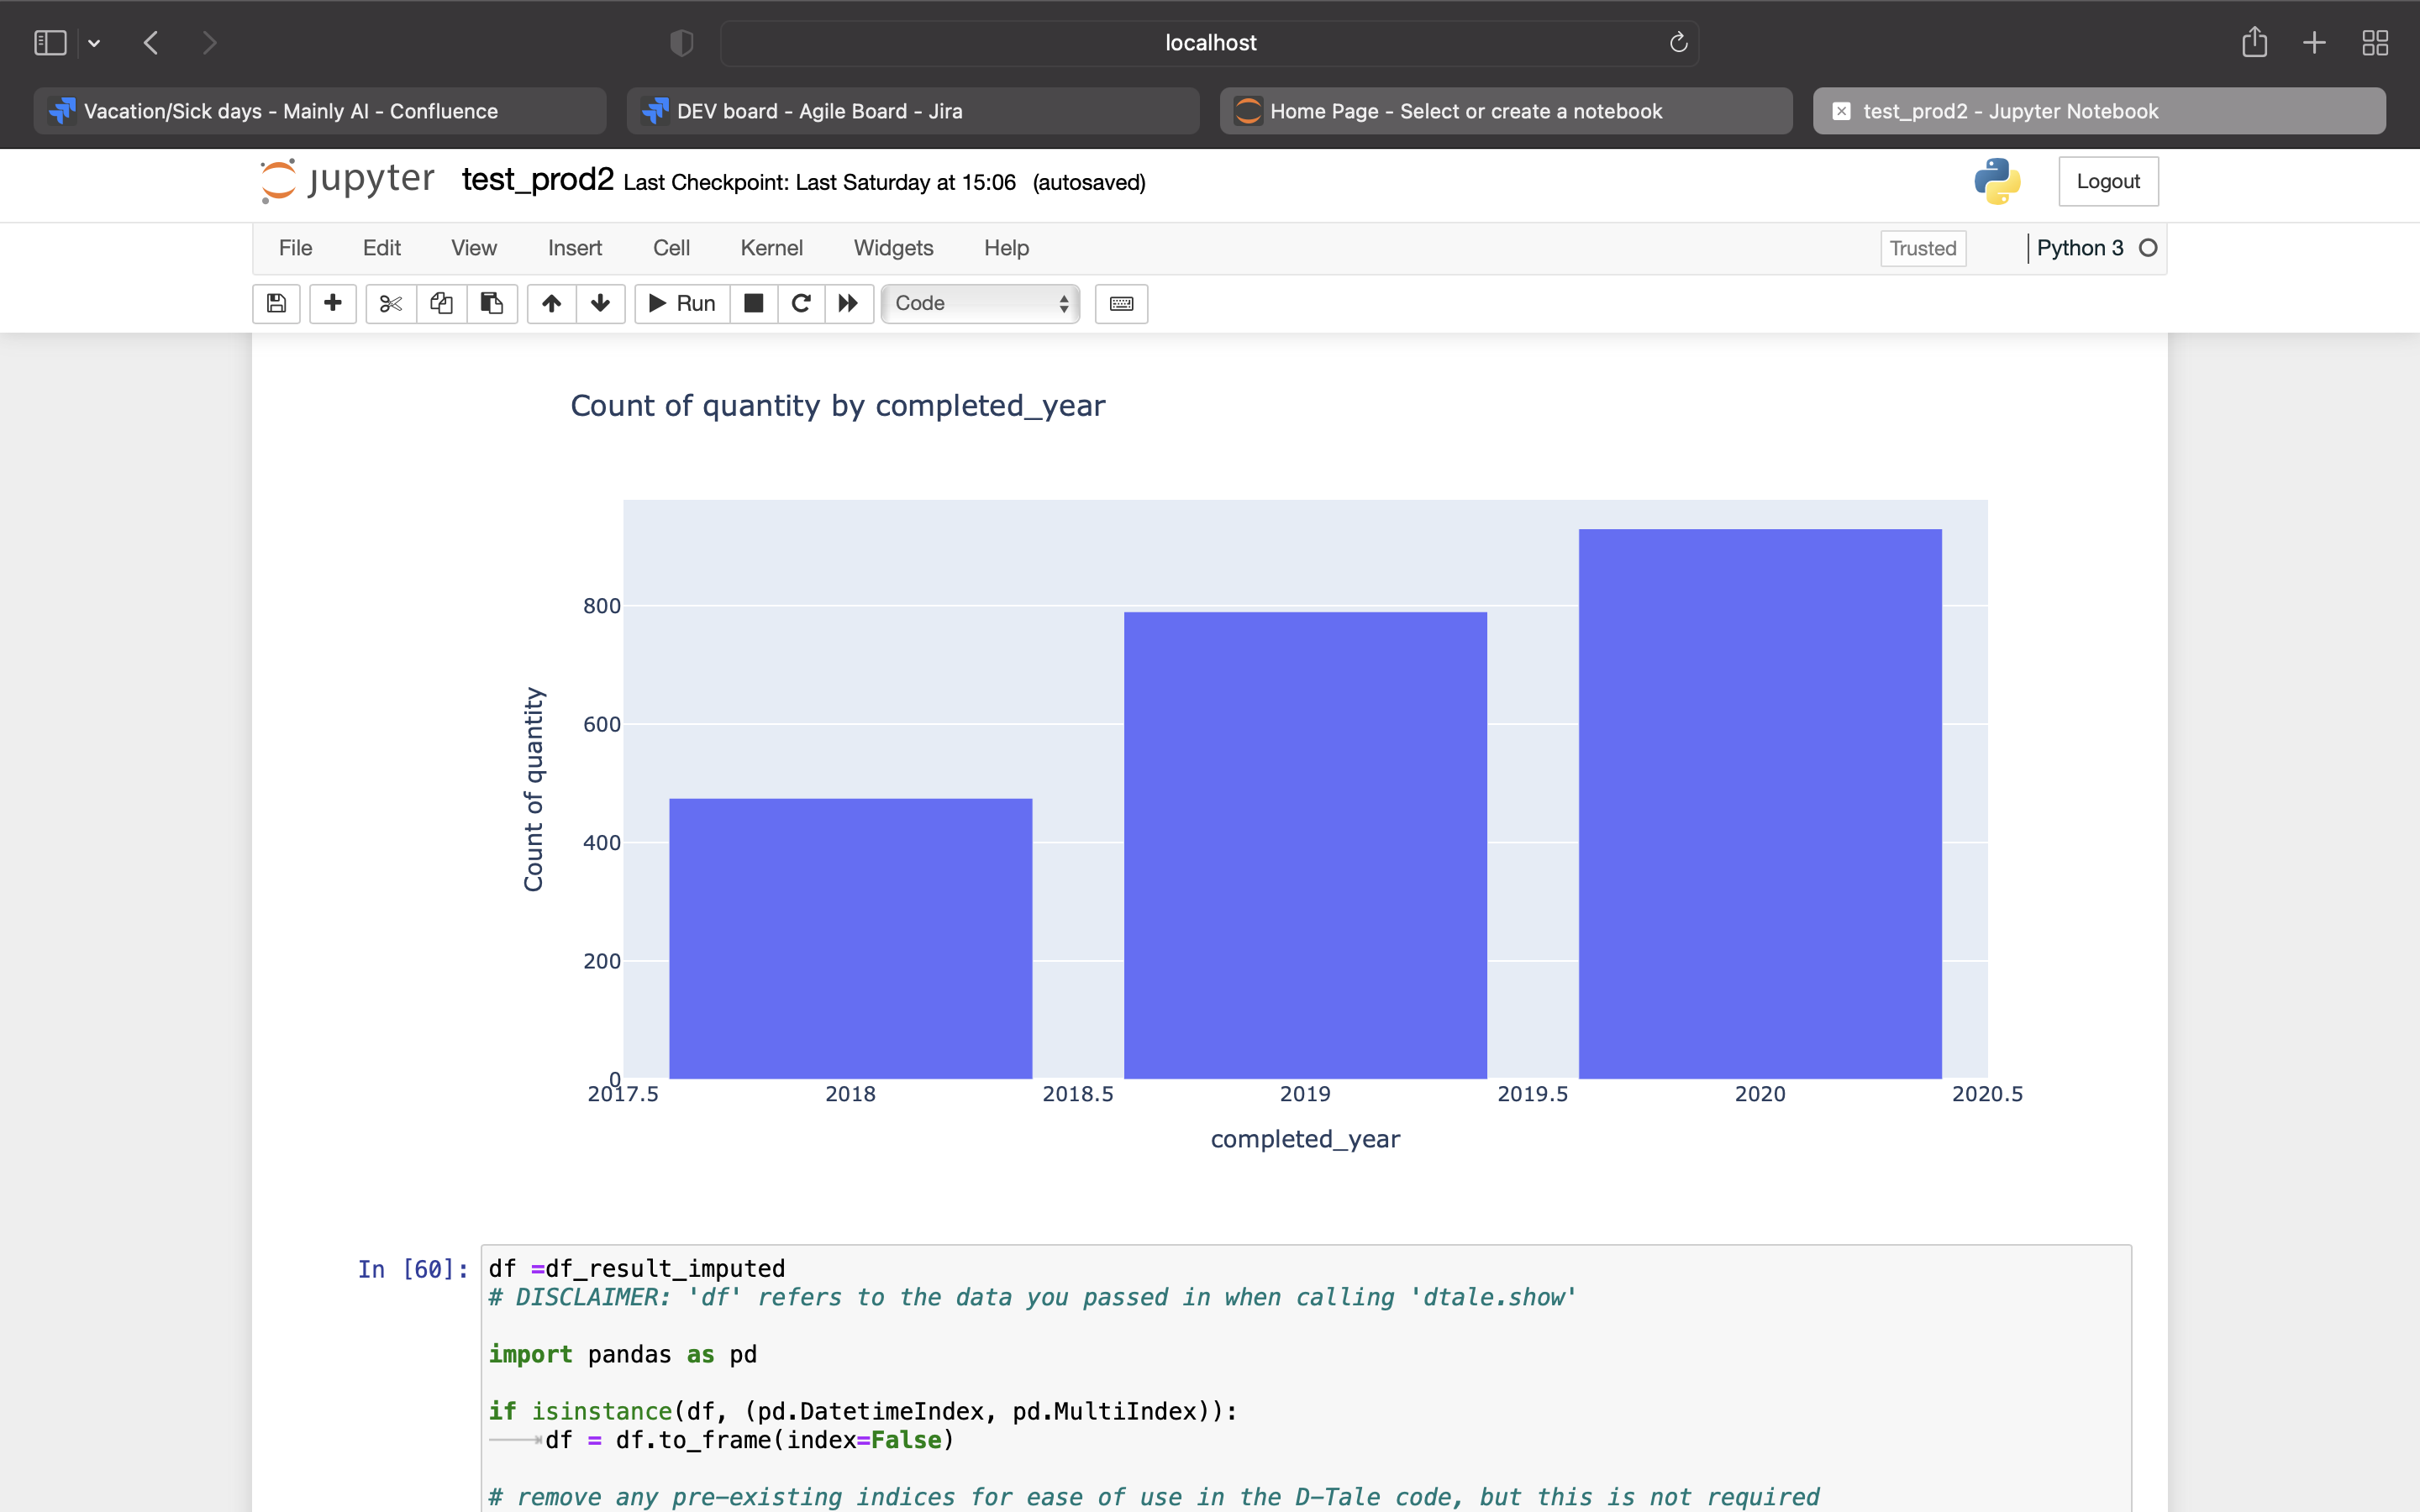 localhost
Vacation/Sick days - Mainly AI - Confluence
DEV board - Agile Board - Jira
Home Page - Select or create a notebook
test_prod2 - Jupyter Notebook
jupyter test_prod2 Last Checkpoint: Last Saturday at 15:06 (autosaved)
Logout
File Edit View Insert Cell Kernel Widgets Help
Trusted
Python 3
Run
Code
Count of quantity by completed_year
Count of quantity
800
600
400
200
0
2017.5 2018 2018.5 2019 2019.5 2020 2020.5
completed_year
In [60]:
df =df_result_imputed
# DISCLAIMER: 'df' refers to the data you passed in when calling 'dtale.show'
import pandas as pd
if isinstance(df, (pd.DatetimeIndex, pd.MultiIndex)):
df = df.to_frame(index=False)
# remove any pre-existing indices for ease of use in the D-Tale code, but this is not required